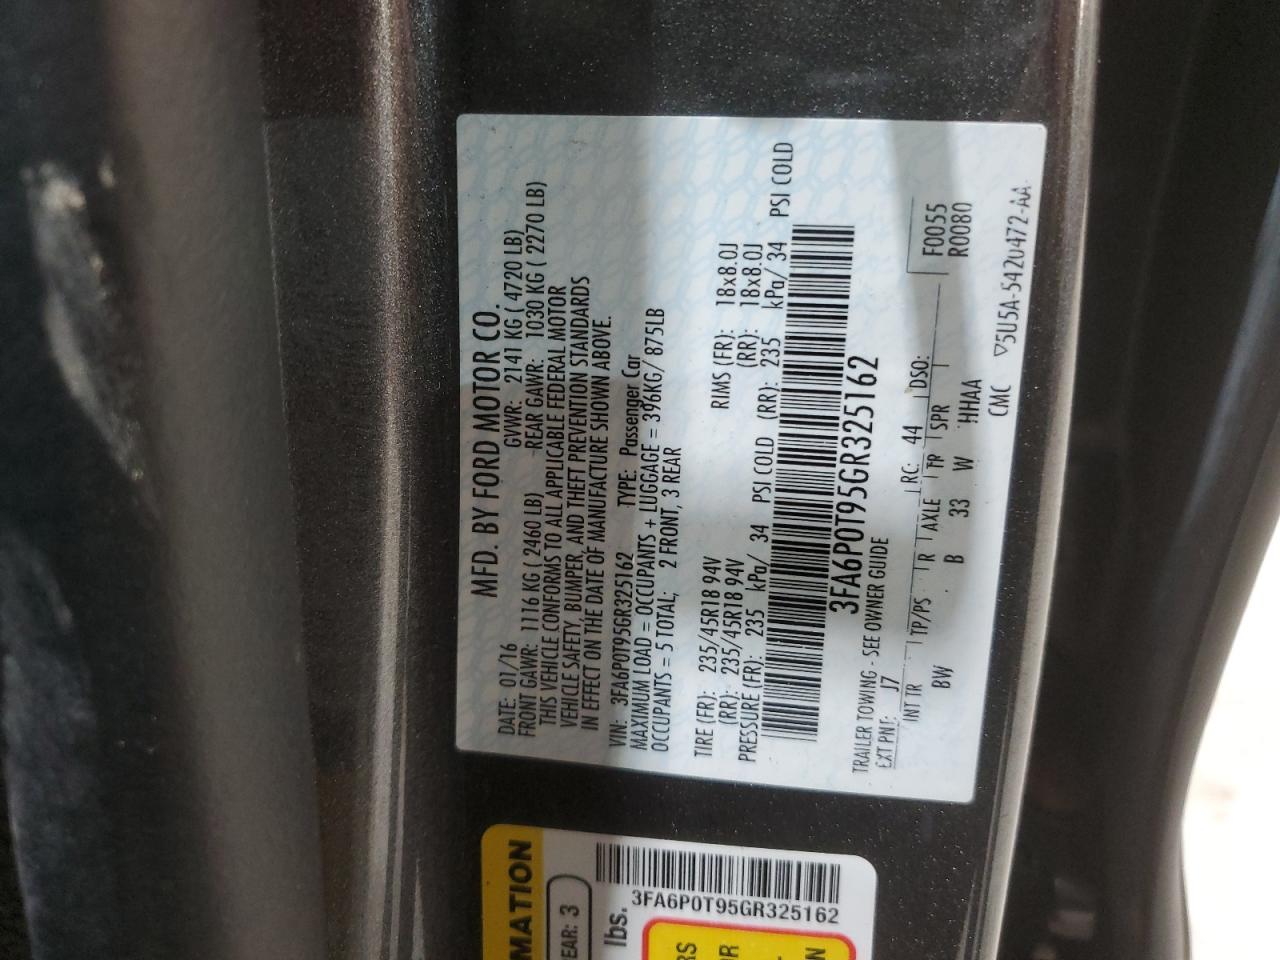 MFD. BY FORD MOTOR CO.
DATE: 01/16 GVWR: 2141 KG ( 4720 LB)
FRONT GAWR: 1116 KG ( 2460 LB) REAR GAWR: 1030 KG ( 2270 LB)
THIS VEHICLE CONFORMS TO ALL APPLICABLE FEDERAL MOTOR
VEHICLE SAFETY, BUMPER, AND THEFT PREVENTION STANDARDS
IN EFFECT ON THE DATE OF MANUFACTURE SHOWN ABOVE.
VIN: 3FA6P0T95GR325162 TYPE: Passenger Car
MAXIMUM LOAD = OCCUPANTS + LUGGAGE = 396KG/ 875LB
OCCUPANTS = 5 TOTAL; 2 FRONT, 3 REAR
TIRE (FR): 235/45R18 94V RIMS (FR): 18x8.0J
(RR): 235/45R18 94V (RR): 18x8.0J
PRESSURE (FR): 235 kPa/ 34 PSI COLD (RR): 235 kPa/ 34 PSI COLD
3FA6P0T95GR325162
TRAILER TOWING - SEE OWNER GUIDE
EXT PNT: J7 RC: 44 DSO:
INT TR TP/PS R AXLE TR SPR F0055
BW B 33 W HHAA R0080
CMC ▽5U5A-5420472-AA
MATION
EAR: 3
lbs.
3FA6P0T95GR325162
RS
OR
N